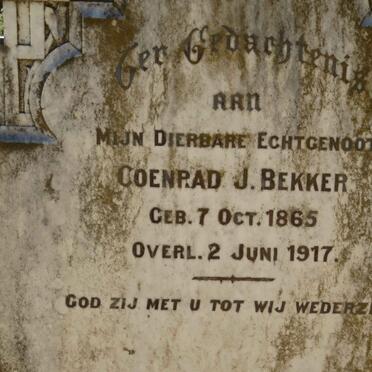 Ter Gedachtenis
AAN
MIJN DIERBARE ECHTGENOOT
COENRAD J. BEKKER
GEB. 7 OCT. 1865
OVERL. 2 JUNI 1917.
GOD ZIJ MET U TOT WIJ WEDERZI